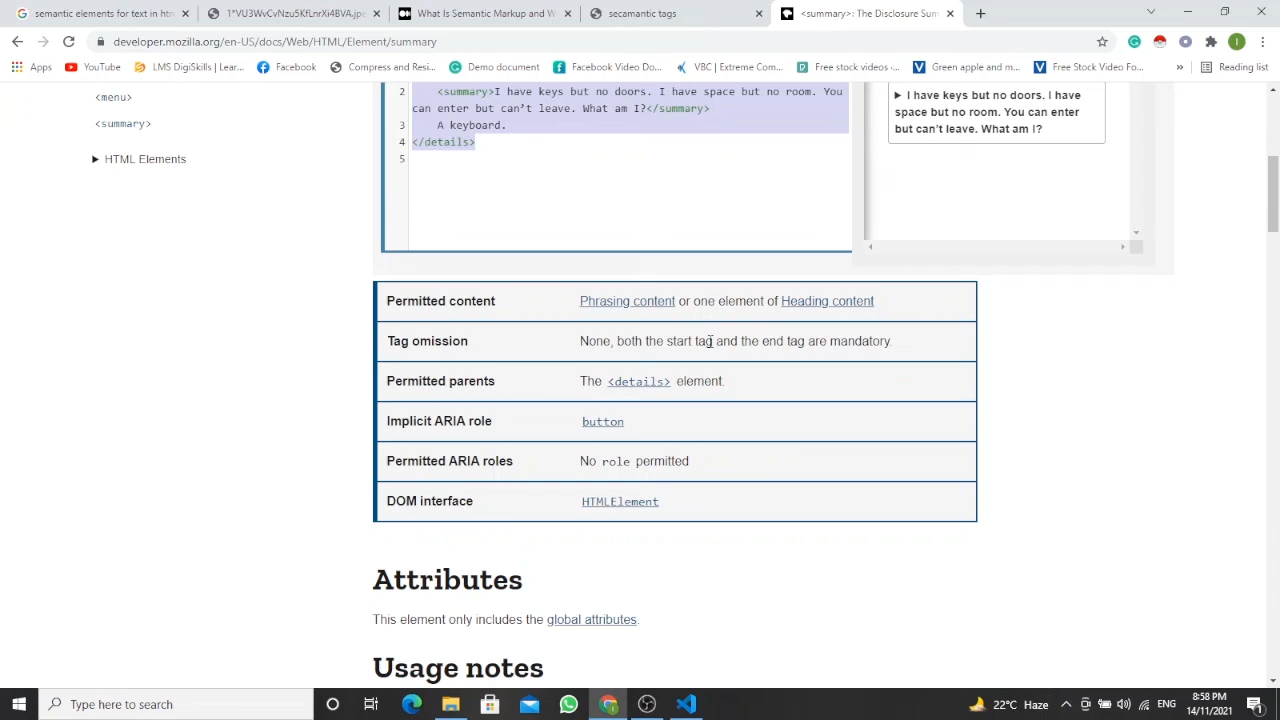 semantic elements for text in htm
1*VU3WvCvNzu5KfLnrXi4BVA.jpe
What Is Semantic Markup and W
secamantic tags
<summary>: The Disclosure Sum
developer.mozilla.org/en-US/docs/Web/HTML/Element/summary
Apps
YouTube
LMS DigiSkills | Lear...
Facebook
Compress and Resi...
Demo document
Facebook Video Do...
VBC | Extreme Com...
Free stock videos -...
Green apple and m...
Free Stock Video Fo...
»
Reading list
<menu>
<summary>
HTML Elements
2 <summary>I have keys but no doors. I have space but no room. You
can enter but can’t leave. What am I?</summary>
3 A keyboard.
4 </details>
5
I have keys but no doors. I have
space but no room. You can enter
but can’t leave. What am I?
Permitted content Phrasing content or one element of Heading content
Tag omission None, both the start tag and the end tag are mandatory.
Permitted parents The <details> element.
Implicit ARIA role button
Permitted ARIA roles No role permitted
DOM interface HTMLElement
Attributes
This element only includes the global attributes.
Usage notes
Type here to search
22°C Haze
ENG
8:58 PM
14/11/2021
1